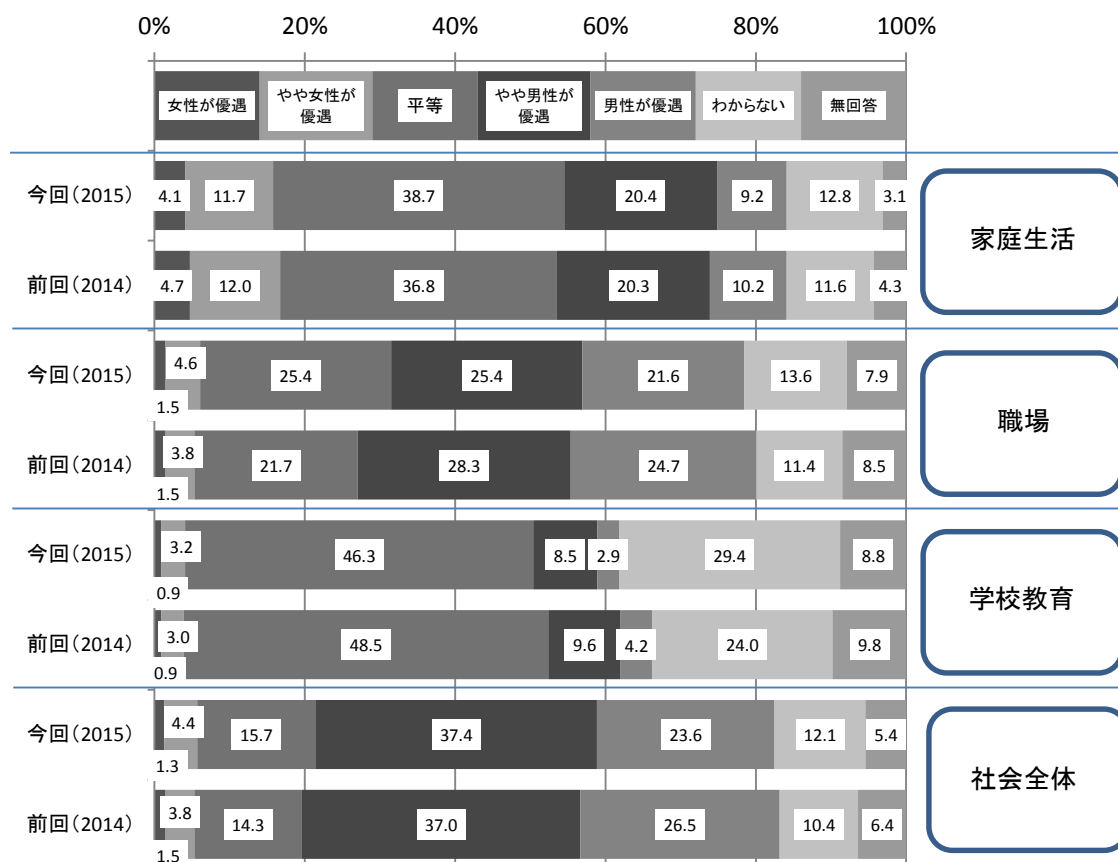 0% 20% 40% 60% 80% 100%
女性が優遇 やや女性が優遇 平等 やや男性が優遇 男性が優遇 わからない 無回答
今回(2015) 4.1 11.7 38.7 20.4 9.2 12.8 3.1
家庭生活
前回(2014) 4.7 12.0 36.8 20.3 10.2 11.6 4.3
今回(2015) 1.5 4.6 25.4 25.4 21.6 13.6 7.9
職場
前回(2014) 1.5 3.8 21.7 28.3 24.7 11.4 8.5
今回(2015) 0.9 3.2 46.3 8.5 2.9 29.4 8.8
学校教育
前回(2014) 0.9 3.0 48.5 9.6 4.2 24.0 9.8
今回(2015) 1.3 4.4 15.7 37.4 23.6 12.1 5.4
社会全体
前回(2014) 1.5 3.8 14.3 37.0 26.5 10.4 6.4